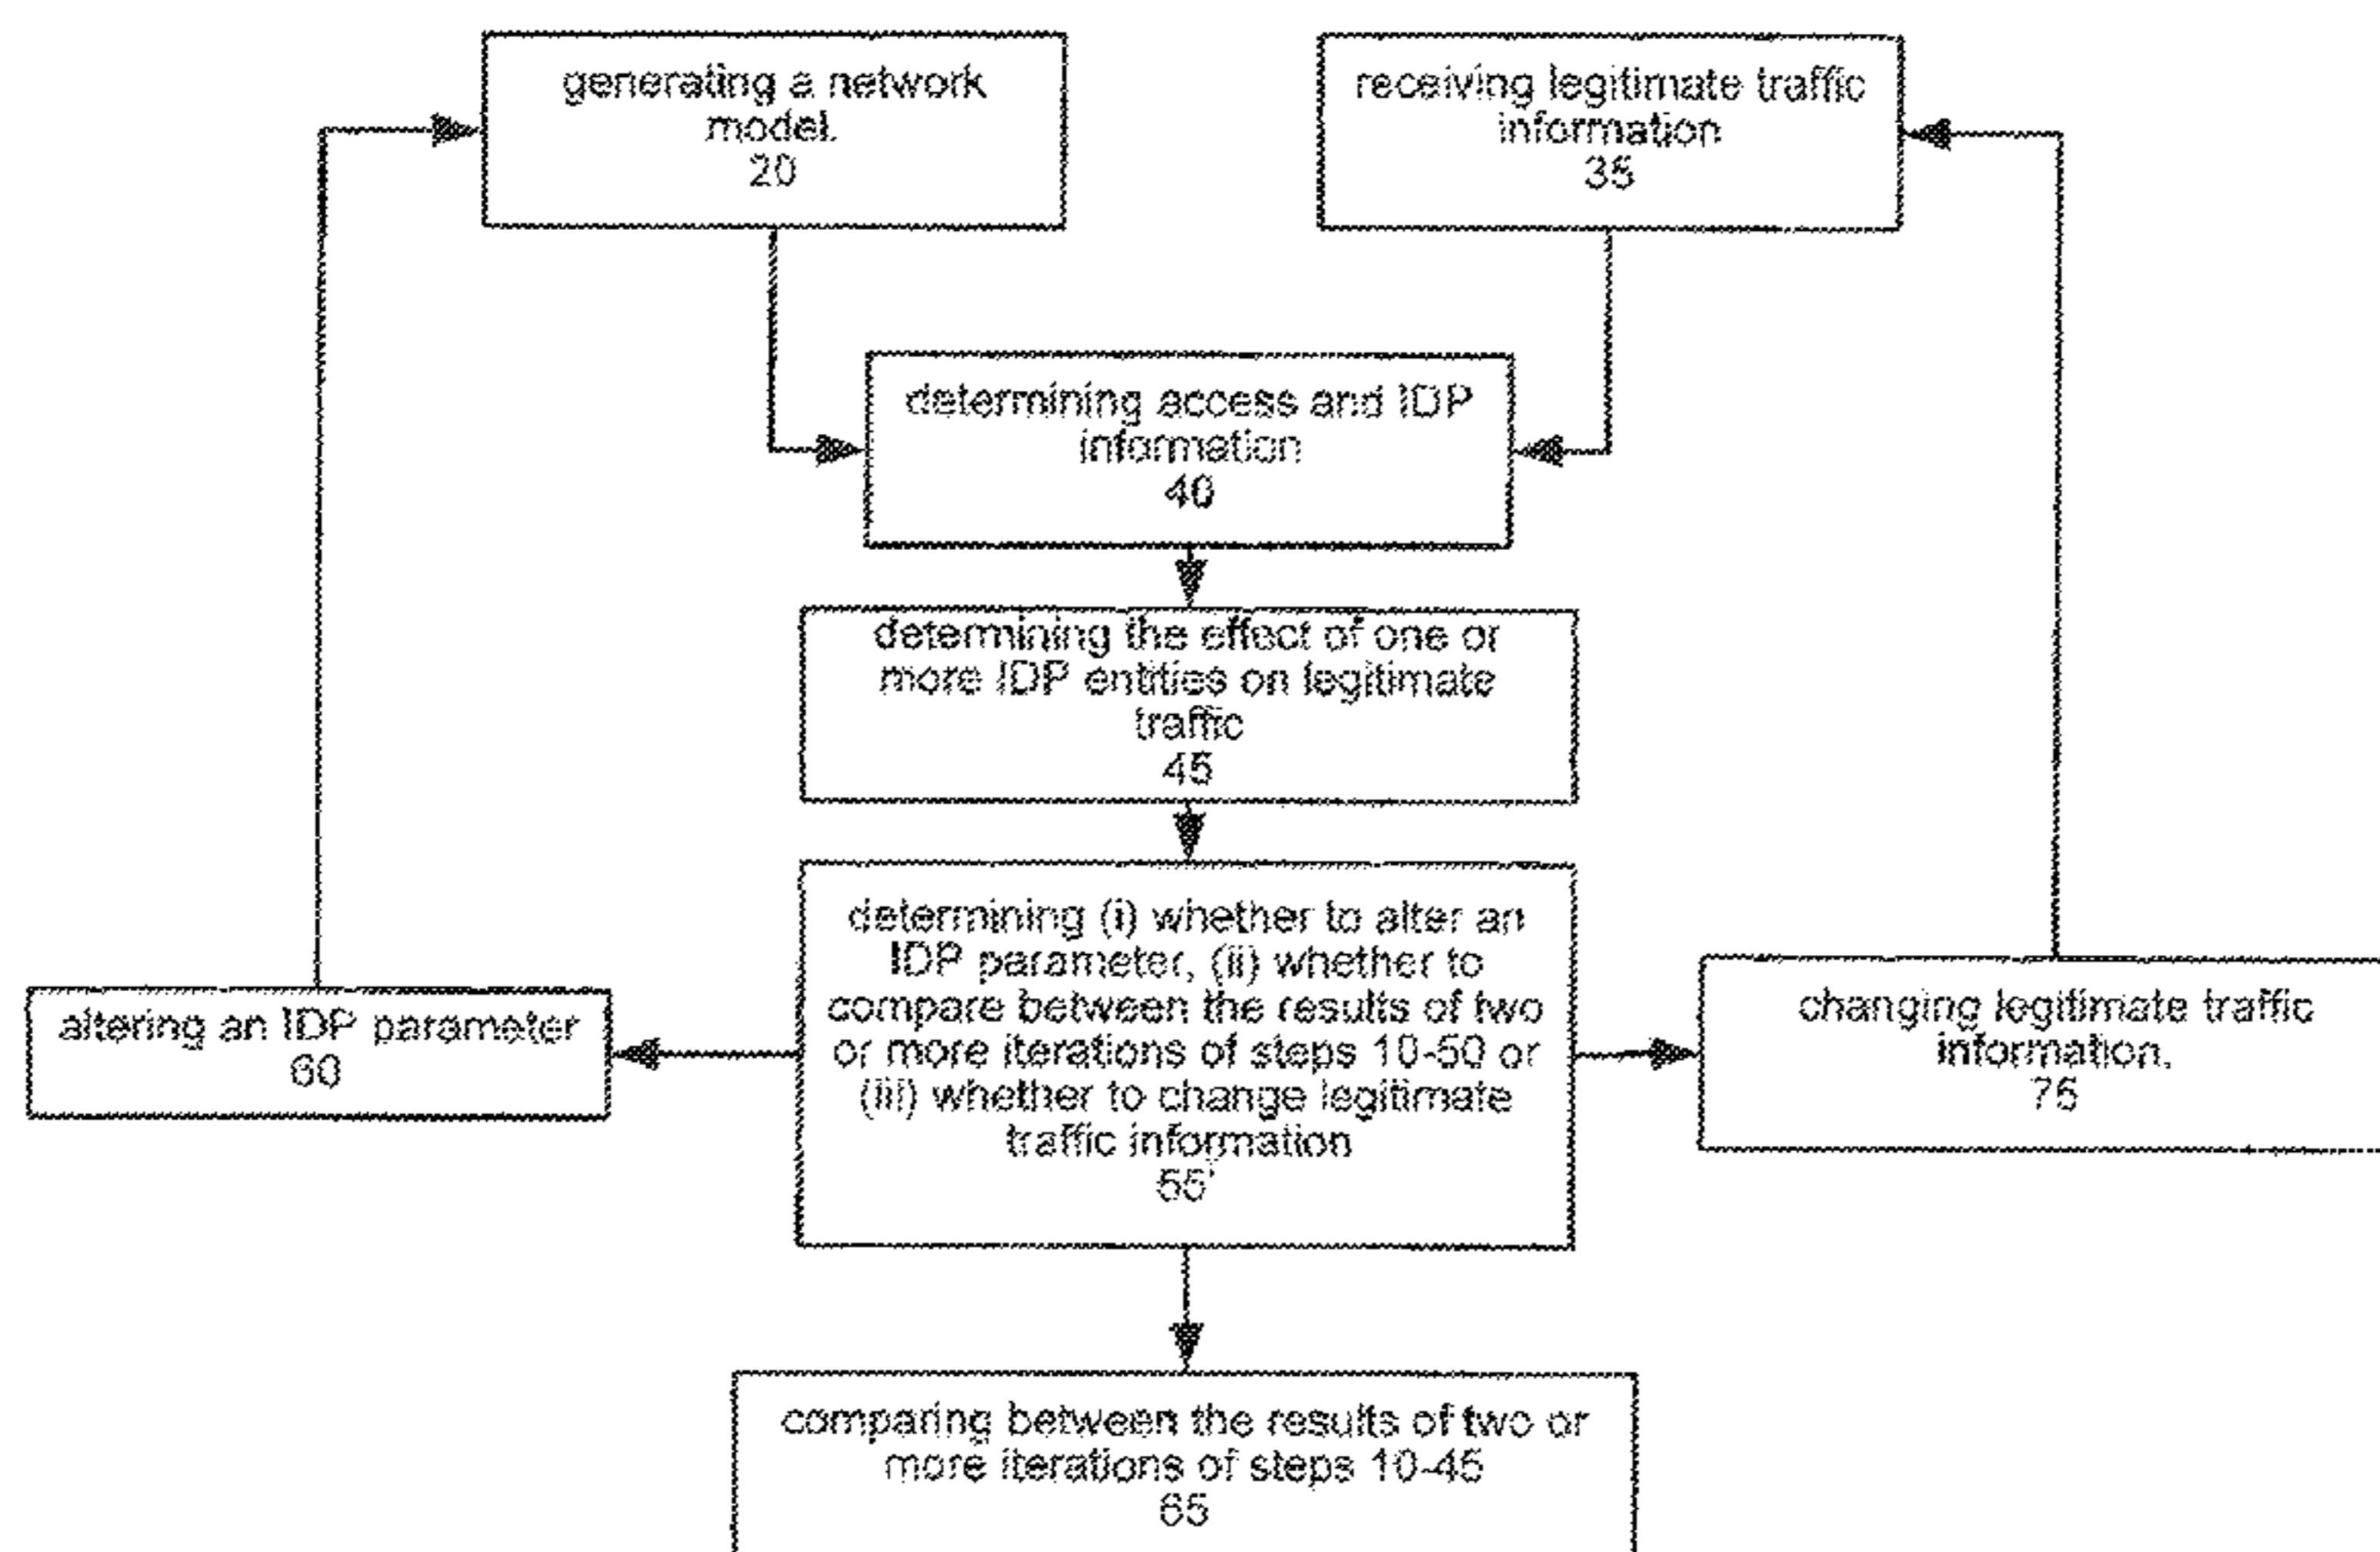 generating a network
model.
20
receiving legitimate traffic
information
35
determining access and IDP
information
40
determining the effect of one or
more IDP entities on legitimate
traffic
45
determining (i) whether to alter an
IDP parameter, (ii) whether to
compare between the results of two
or more iterations of steps 10-50 or
(iii) whether to change legitimate
traffic information
55'
altering an IDP parameter
60
changing legitimate traffic
information.
75
comparing between the results of two or
more iterations of steps 10-45
65